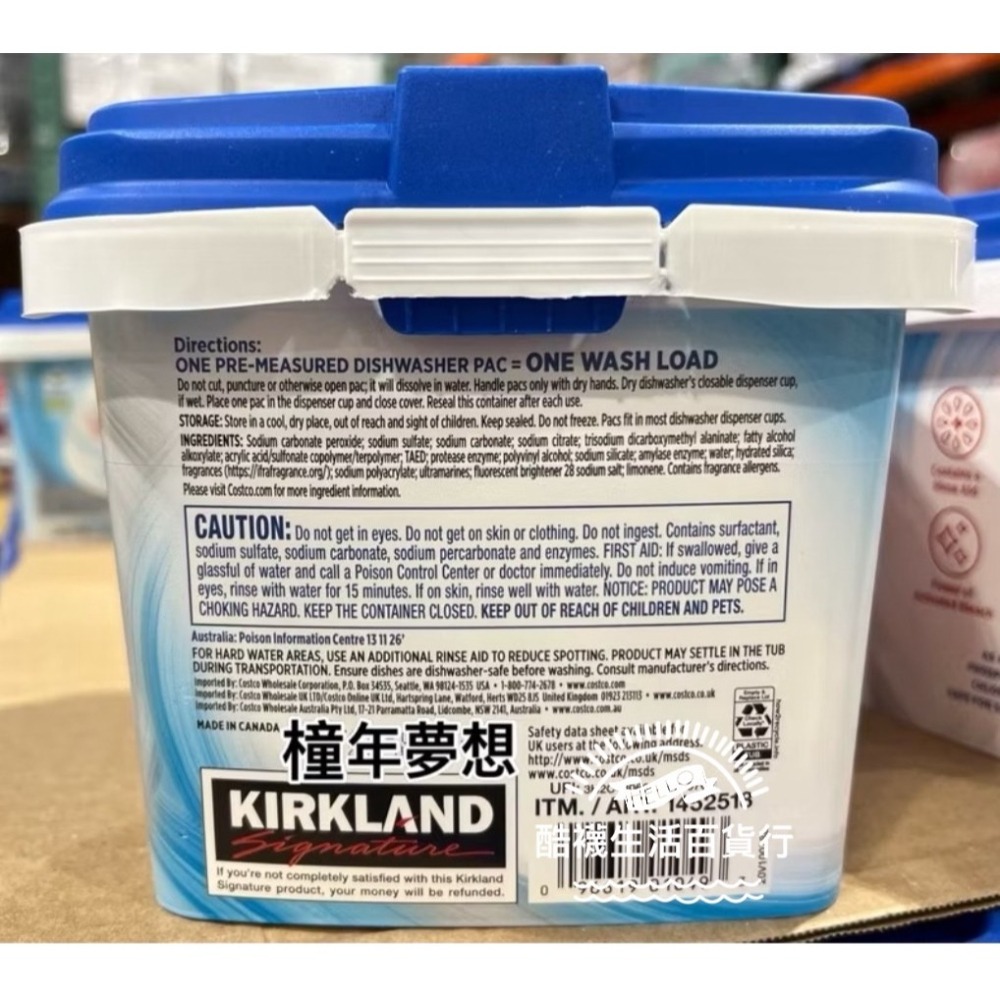 Directions:
ONE PRE-MEASURED DISHWASHER PAC = ONE WASH LOAD
Do not cut, puncture or otherwise open pac; it will dissolve in water. Handle pacs only with dry hands. Dry dishwasher's closable dispenser cup,
if wet. Place one pac in the dispenser cup and close cover. Reseal this container after each use.
STORAGE: Store in a cool, dry place, out of reach and sight of children. Keep sealed. Do not freeze. Pacs fit in most dishwasher dispenser cups.
INGREDIENTS: Sodium carbonate peroxide; sodium sulfate; sodium carbonate; sodium citrate; trisodium dicarboxymethyl alaninate; fatty alcohol
alkoxylate; acrylic acid/sulfonate copolymer/terpolymer; TAED; protease enzyme; polyvinyl alcohol; sodium silicate; amylase enzyme; water; hydrated silica;
fragrances (https://ifrafragrance.org/); sodium polyacrylate; ultramarines; fluorescent brightener 28 sodium salt; limonene. Contains fragrance allergens.
Please visit Costco.com for more ingredient information.
CAUTION: Do not get in eyes. Do not get on skin or clothing. Do not ingest. Contains surfactant,
sodium sulfate, sodium carbonate, sodium percarbonate and enzymes. FIRST AID: If swallowed, give a
glassful of water and call a Poison Control Center or doctor immediately. Do not induce vomiting. If in
eyes, rinse with water for 15 minutes. If on skin, rinse well with water. NOTICE: PRODUCT MAY POSE A
CHOKING HAZARD. KEEP THE CONTAINER CLOSED. KEEP OUT OF REACH OF CHILDREN AND PETS.
Australia: Poison Information Centre 13 11 26'
FOR HARD WATER AREAS, USE AN ADDITIONAL RINSE AID TO REDUCE SPOTTING. PRODUCT MAY SETTLE IN THE TUB
DURING TRANSPORTATION. Ensure dishes are dishwasher-safe before washing. Consult manufacturer's directions.
Imported By: Costco Wholesale Corporation, P.O. Box 34535, Seattle, WA 98124-1535 USA • 1-800-774-2678 • www.costco.com
Imported By: Costco Wholesale UK LTD/Costco Online UK Ltd, Hartspring Lane, Watford, Herts WD25 8JS United Kingdom 01923 213113 • www.costco.co.uk
Imported By: Costco Wholesale Australia Pty Ltd, 17-21 Parramatta Road, Lidcombe, NSW 2141, Australia • www.costco.com.au
MADE IN CANADA
橦年夢想
KIRKLAND
Signature
If you're not completely satisfied with this Kirkland
Signature product, your money will be refunded.
Safety data sheet available for
UK users at the following address:
http://www.costco.co.uk/msds
www.costco.co.uk/msds
ITM. / ART. 1452518
HELLO
酷襪生活百貨行
Check
Locally
PLASTIC